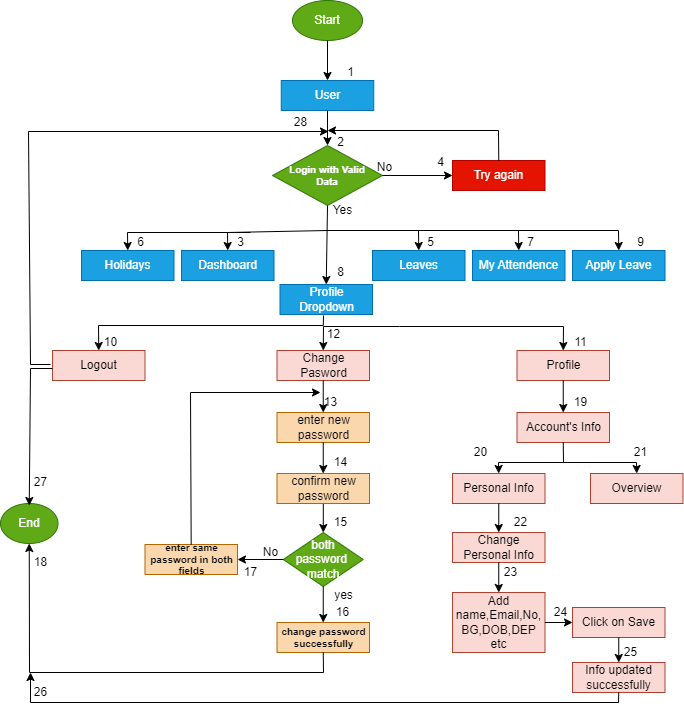 Start
1
User
28
2
Login with Valid
Data
No
4
Try again
Yes
6
3
5
7
9
Holidays
Dashboard
Leaves
My Attendence
Apply Leave
8
Profile
Dropdown
10
12
11
Logout
Change
Pasword
Profile
13
19
enter new
password
Account's Info
14
20
21
confirm new
password
Personal Info
Overview
27
15
22
End
18
both
password
match
No
17
enter same
password in both
fields
Change
Personal Info
23
yes
16
Add
name,Email,No,
BG,DOB,DEP
etc
24
Click on Save
change password
successfully
25
Info updated
successfully
26